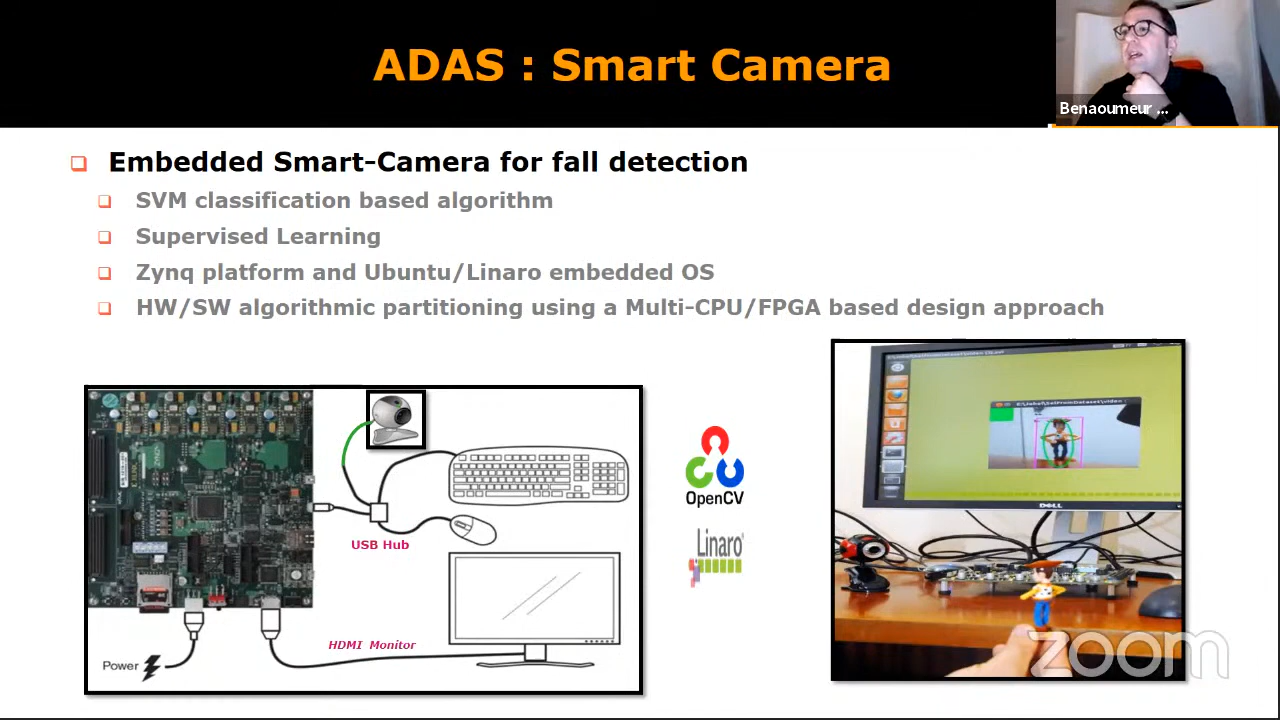 ADAS : Smart Camera
Benaoumeur ...
Embedded Smart-Camera for fall detection
SVM classification based algorithm
Supervised Learning
Zynq platform and Ubuntu/Linaro embedded OS
HW/SW algorithmic partitioning using a Multi-CPU/FPGA based design approach
USB Hub
HDMI Monitor
Power
OpenCV
Linaro
DELL
zoom